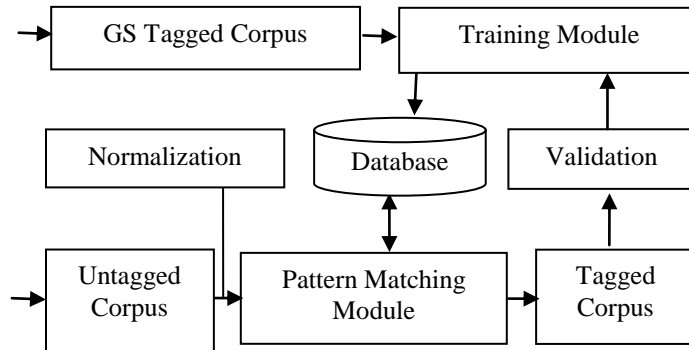 GS Tagged Corpus
Training Module
Normalization
Database
Validation
Untagged
Corpus
Pattern Matching
Module
Tagged
Corpus